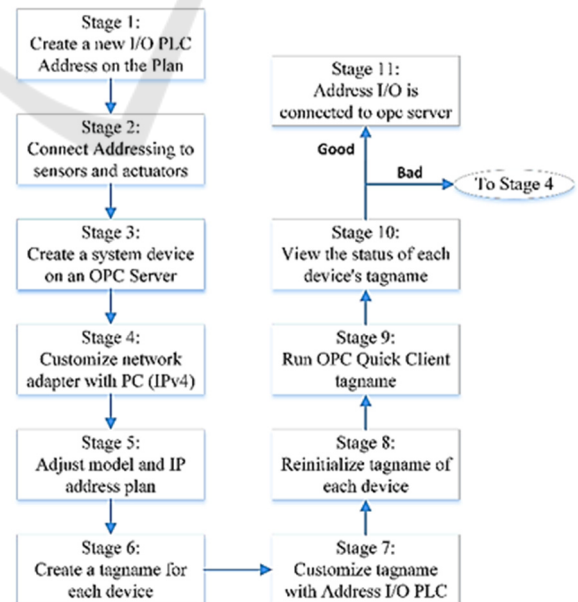 Stage 1:
Create a new I/O PLC
Address on the Plan
Stage 2:
Connect Addressing to
sensors and actuators
Stage 3:
Create a system device
on an OPC Server
Stage 4:
Customize network
adapter with PC (IPv4)
Stage 5:
Adjust model and IP
address plan
Stage 6:
Create a tagname for
each device
Stage 7:
Customize tagname
with Address I/O PLC
Stage 8:
Reinitialize tagname of
each device
Stage 9:
Run OPC Quick Client
tagname
Stage 10:
View the status of each
device's tagname
Good
Bad
To Stage 4
Stage 11:
Address I/O is
connected to opc server